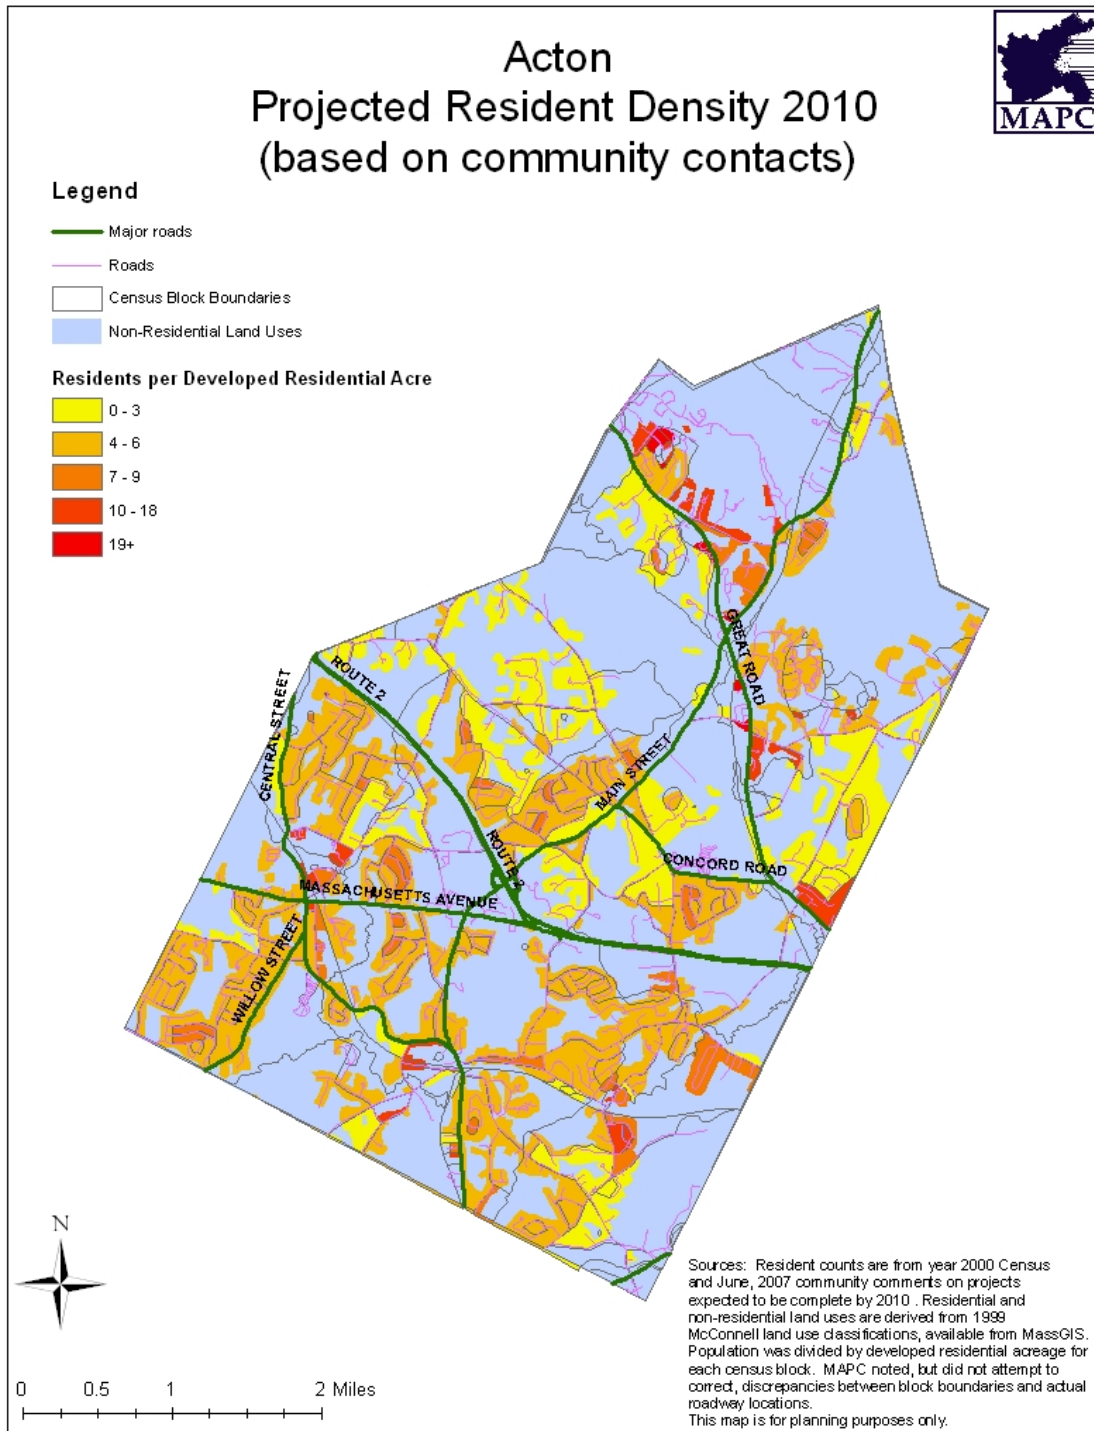 Acton
Projected Resident Density 2010
(based on community contacts)
MAPC
Legend
Major roads
Roads
Census Block Boundaries
Non-Residential Land Uses
Residents per Developed Residential Acre
0 - 3
4 - 6
7 - 9
10 - 18
19+
GREAT ROAD
ROUTE 2
CENTRAL STREET
MAIN STREET
ROUTE 2
CONCORD ROAD
MASSACHUSETTS AVENUE
WILLOW STREET
N
0 0.5 1 2 Miles
Sources: Resident counts are from year 2000 Census
and June, 2007 community comments on projects
expected to be complete by 2010 . Residential and
non-residential land uses are derived from 1999
McConnell land use classifications, available from MassGIS.
Population was divided by developed residential acreage for
each census block. MAPC noted, but did not attempt to
correct, discrepancies between block boundaries and actual
roadway locations.
This map is for planning purposes only.